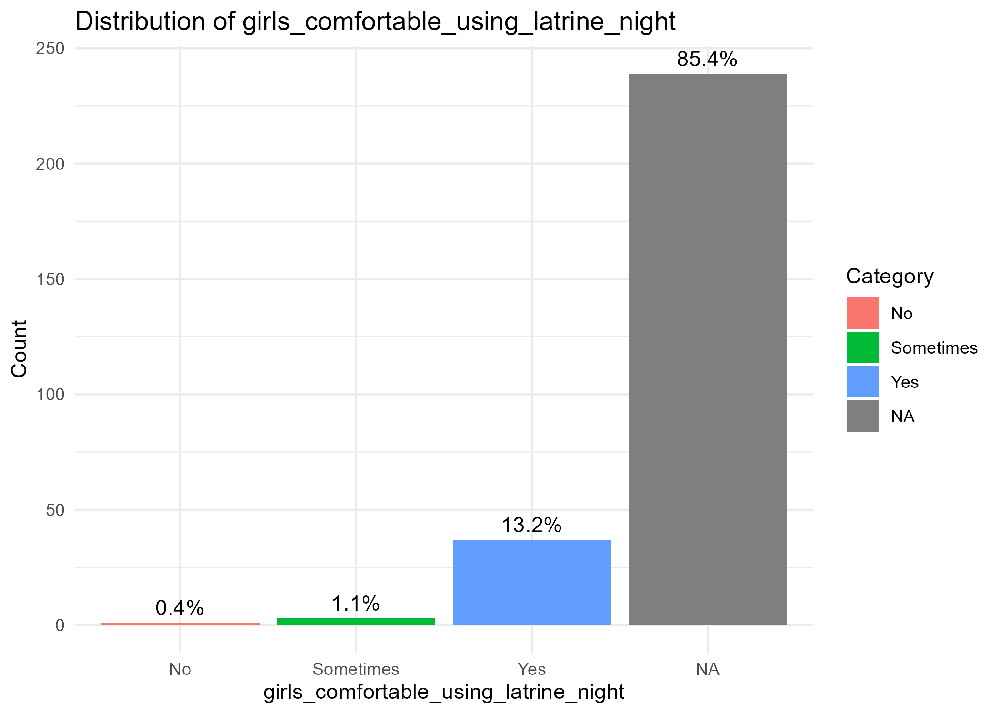 Distribution of girls_comfortable_using_latrine_night
250
200
150
100
50
0
Count
0.4%
1.1%
13.2%
85.4%
No
Sometimes
Yes
NA
girls_comfortable_using_latrine_night
Category
No
Sometimes
Yes
NA